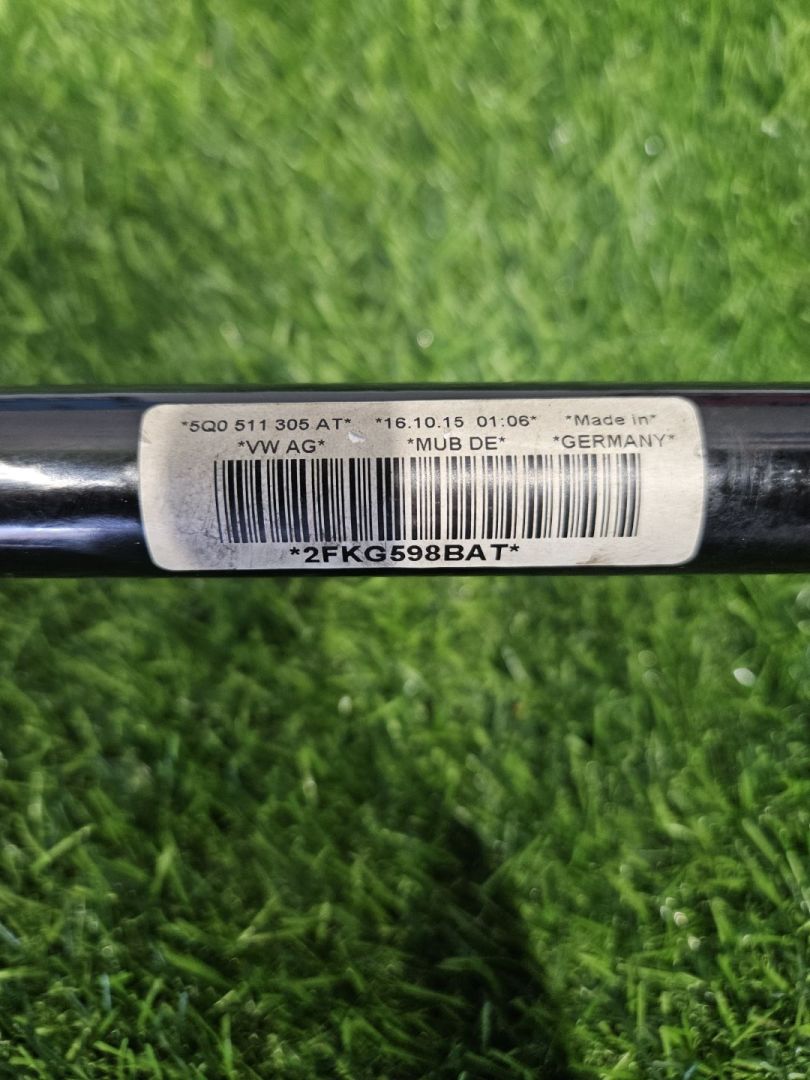 *5Q0 511 305 AT* *16.10.15 01:06* *Made in*
*VW AG* *MUB DE* *GERMANY*
*2FKG598BAT*